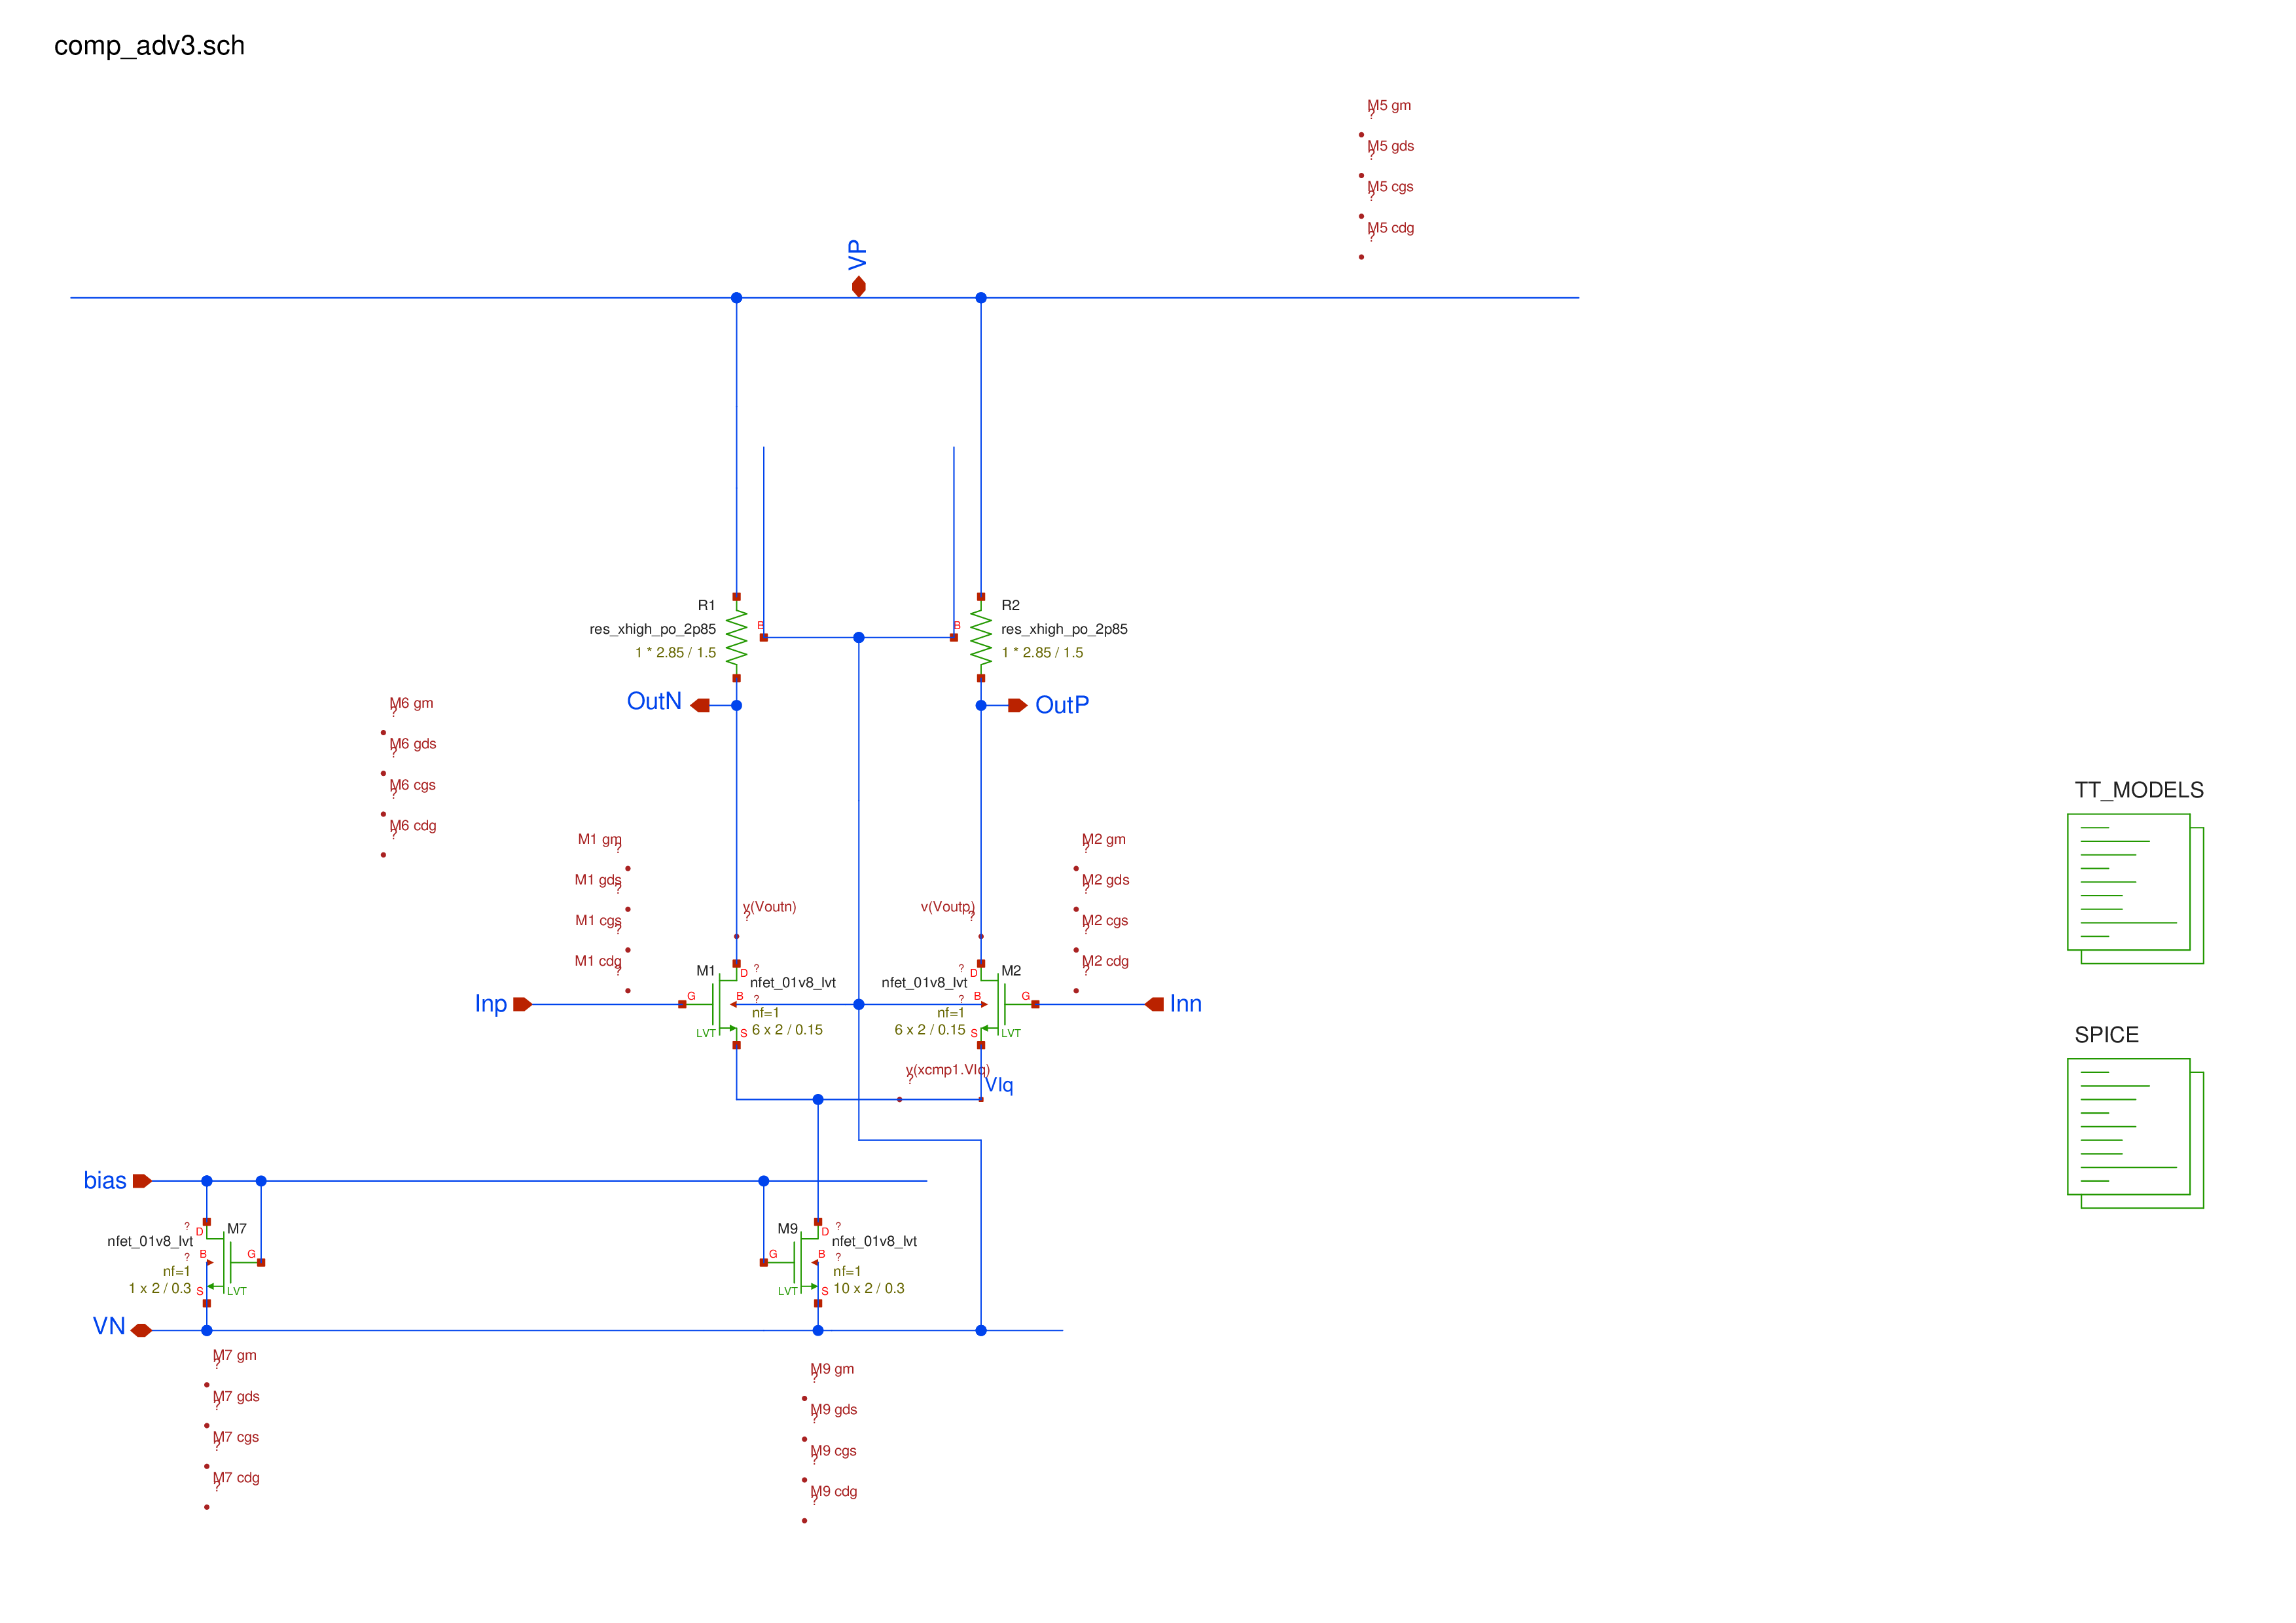 comp_adv3.sch
M5 gm
?
M5 gds
?
M5 cgs
?
M5 cdg
?
VP
R1
res_xhigh_po_2p85
1 * 2.85 / 1.5
B
B
R2
res_xhigh_po_2p85
1 * 2.85 / 1.5
OutN
OutP
M6 gm
?
M6 gds
?
M6 cgs
?
M6 cdg
?
TT_MODELS
M1 gm
?
M1 gds
?
M1 cgs
?
M1 cdg
?
M2 gm
?
M2 gds
?
M2 cgs
?
M2 cdg
?
v(Voutn)
?
v(Voutp)
?
Inp
M1
G
D
?
nfet_01v8_lvt
B
?
nf=1
6 x 2 / 0.15
LVT
S
?
D
M2
nfet_01v8_lvt
?
B
G
nf=1
6 x 2 / 0.15
S
LVT
Inn
SPICE
v(xcmp1.VIq)
?
VIq
bias
?
D
M7
nfet_01v8_lvt
?
B
G
nf=1
1 x 2 / 0.3
S
LVT
M9
D
?
nfet_01v8_lvt
G
B
?
nf=1
LVT
S
10 x 2 / 0.3
VN
M7 gm
?
M7 gds
?
M7 cgs
?
M7 cdg
?
M9 gm
?
M9 gds
?
M9 cgs
?
M9 cdg
?